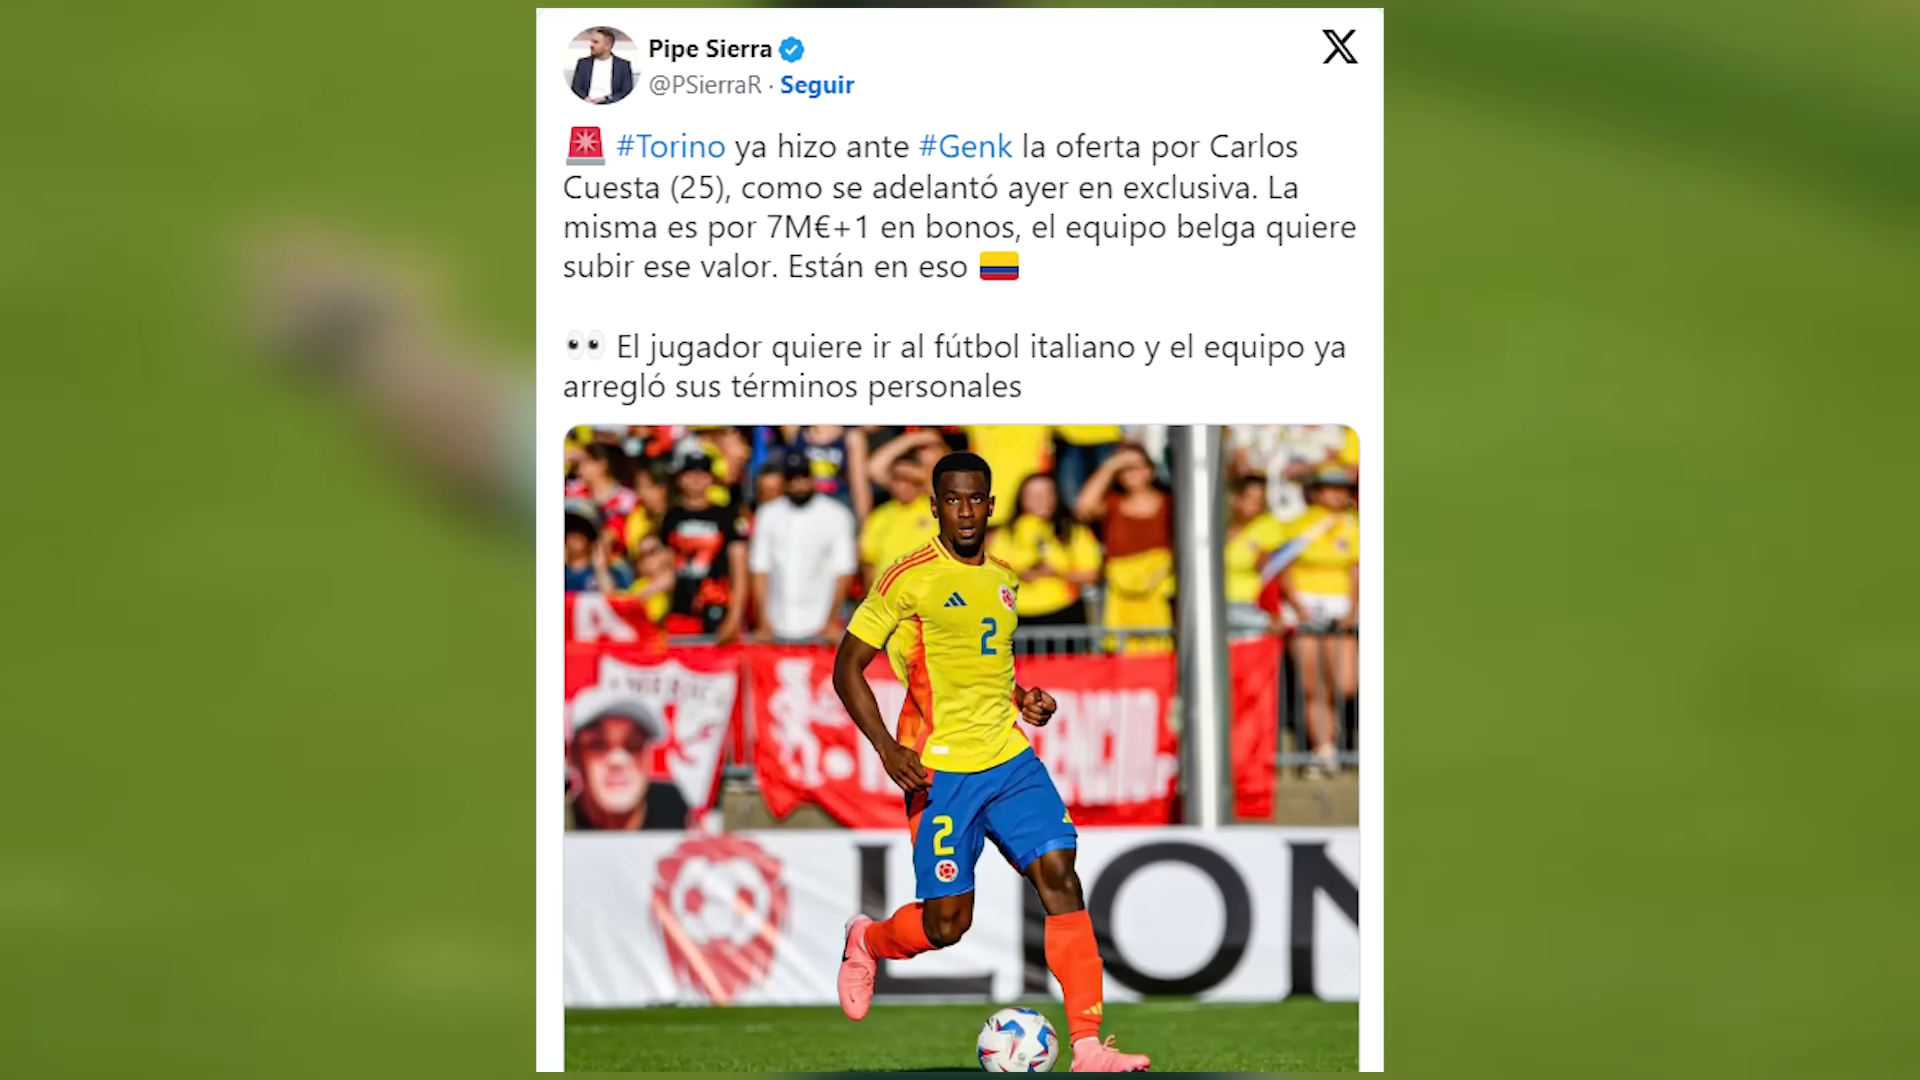 Pipe Sierra
@PSierraR · Seguir
#Torino ya hizo ante #Genk la oferta por Carlos
Cuesta (25), como se adelantó ayer en exclusiva. La
misma es por 7M€+1 en bonos, el equipo belga quiere
subir ese valor. Están en eso
El jugador quiere ir al fútbol italiano y el equipo ya
arregló sus términos personales
2
2
LION